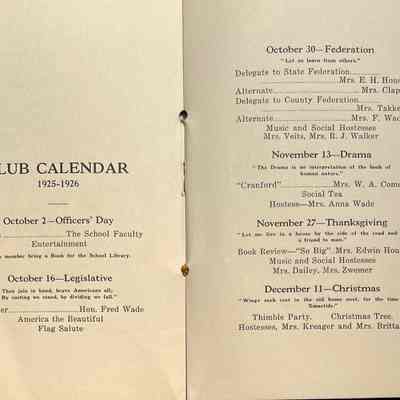 LUB CALENDAR
1925-1926
October 2—Officers' Day
The School Faculty
Entertainment
member bring a Book for the School Library.
October 16—Legislative
Then join in hand, brave Americans all;
By uniting we stand, by dividing we fall."
Hon. Fred Wade
America the Beautiful
Flag Salute
October 30—Federation
"Let us learn from others."
Delegate to State Federation
Mrs. E. H. Hous
Alternate Mrs. Clap
Delegate to County Federation
Mrs. Takke
Alternate Mrs. F. Wad
Music and Social Hostesses
Mrs. Veits, Mrs. R. J. Walker
November 13—Drama
"The Drama is an interpretation of the book of
human nature."
"Cranford" Mrs. W. A. Com
Social Tea
Hostess—Mrs. Anna Wade
November 27—Thanksgiving
"Let me live in a house by the side of the road and
a friend to man."
Book Review—"So Big" Mrs. Edwin Hou
Music and Social Hostesses
Mrs. Dailey, Mrs. Zwemer
December 11—Christmas
"Wings seek rest in the old home nest, for the time
Yuletide."
Thimble Party. Christmas Tree.
Hostesses, Mrs. Kreager and Mrs. Britta